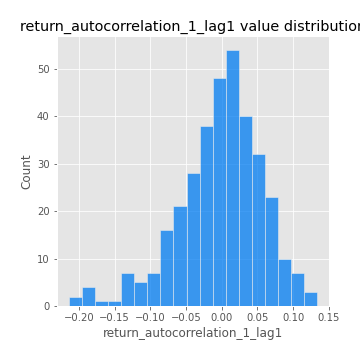 return_autocorrelation_1_lag1 value distribution
50
40
30
20
10
0
Count
−0.20 −0.15 −0.10 −0.05 0.00 0.05 0.10 0.15
return_autocorrelation_1_lag1